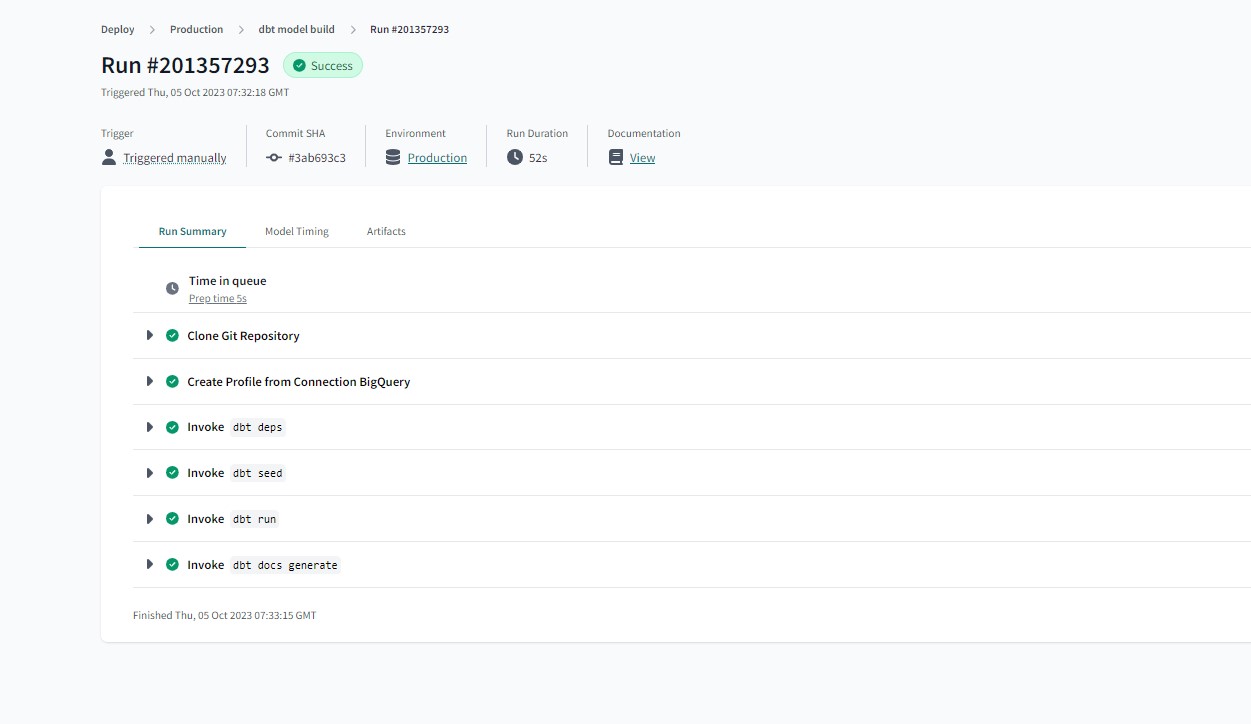 Deploy > Production > dbt model build > Run #201357293
Run #201357293 Success
Triggered Thu, 05 Oct 2023 07:32:18 GMT
Trigger Commit SHA Environment Run Duration Documentation
Triggered manually #3ab693c3 Production 52s View
Run Summary Model Timing Artifacts
Time in queue
Prep time 5s
Clone Git Repository
Create Profile from Connection BigQuery
Invoke dbt deps
Invoke dbt seed
Invoke dbt run
Invoke dbt docs generate
Finished Thu, 05 Oct 2023 07:33:15 GMT